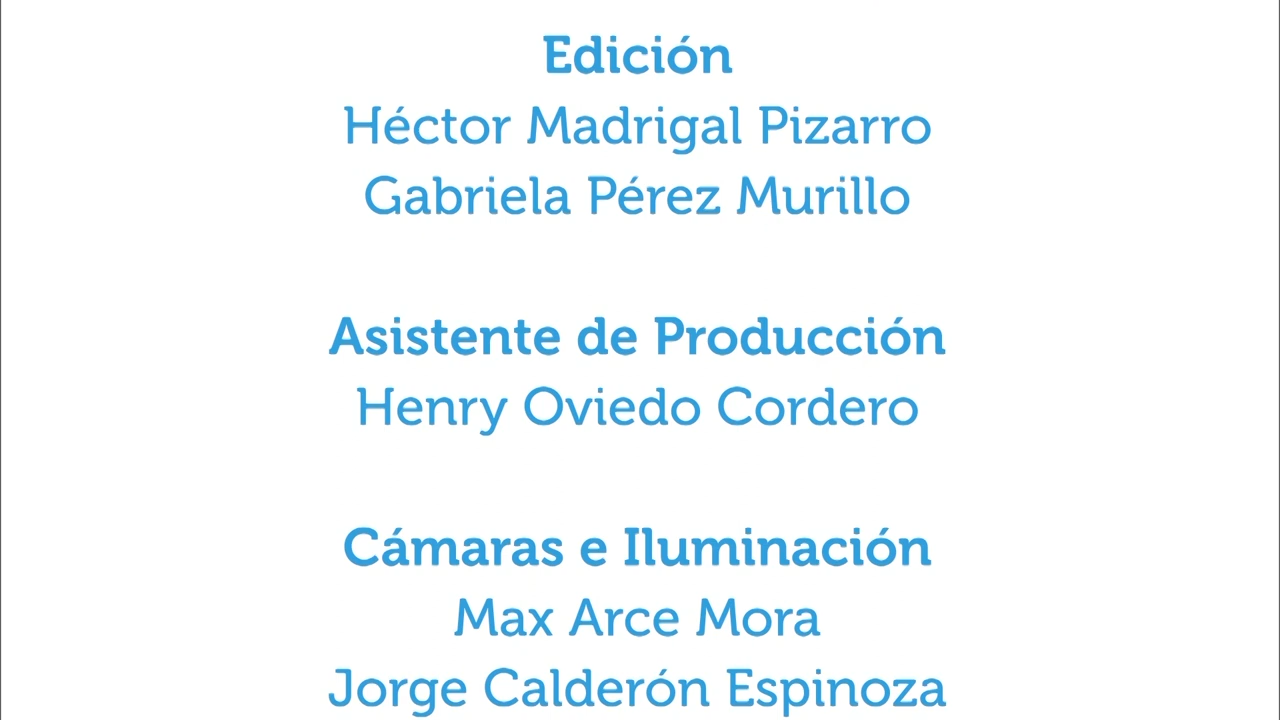 Edición
Héctor Madrigal Pizarro
Gabriela Pérez Murillo
Asistente de Producción
Henry Oviedo Cordero
Cámaras e Iluminación
Max Arce Mora
Jorge Calderón Espinoza